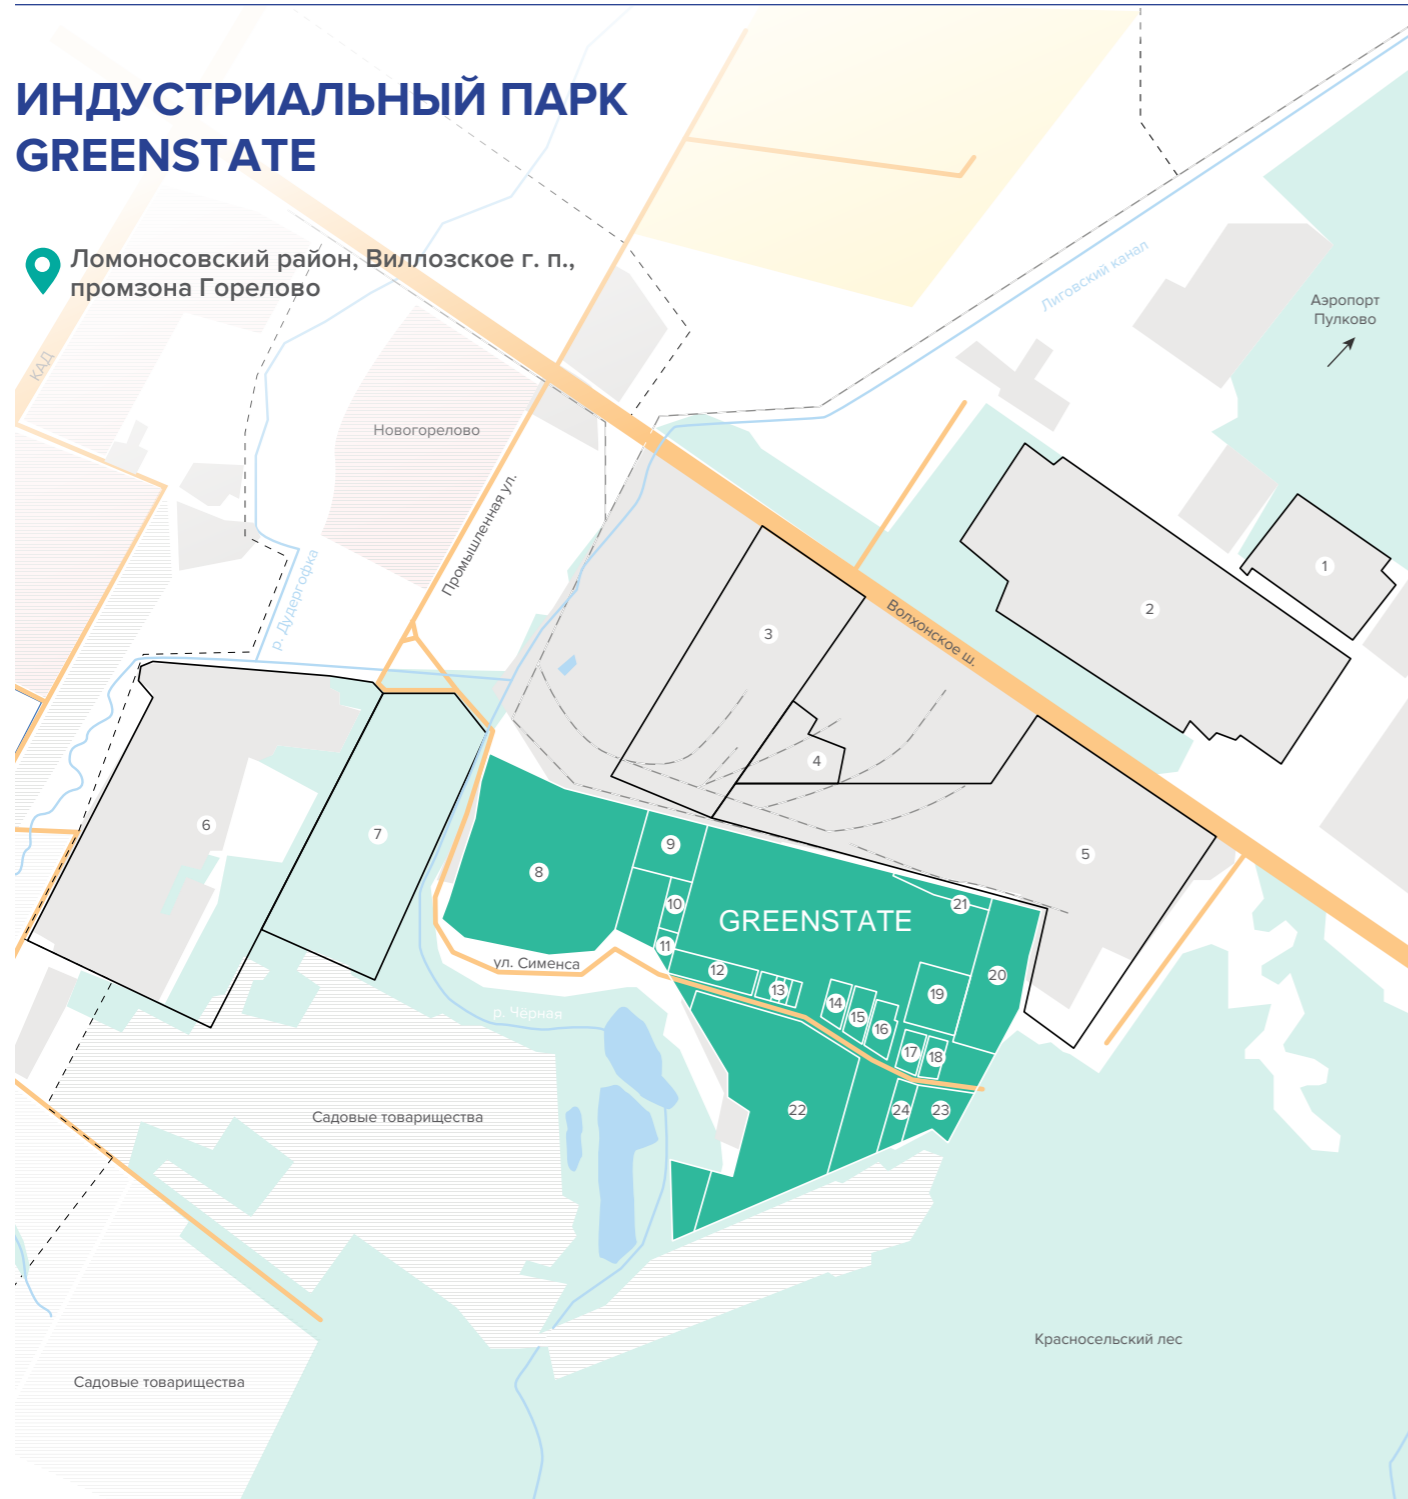 ИНДУСТРИАЛЬНЫЙ ПАРК
GREENSTATE
Ломоносовский район, Виллозское г. п.,
промзона Горелово
Лиговский канал
Аэропорт
Пулково
КАД
Новогорелово
Промышленная ул.
р. Дудергофка
Волхонское ш.
1
2
3
4
5
6
7
8
9
10
11
GREENSTATE
21
20
12
13
14
15
16
19
17
18
ул. Сименса
р. Чёрная
22
24
23
Садовые товарищества
Красносельский лес
Садовые товарищества